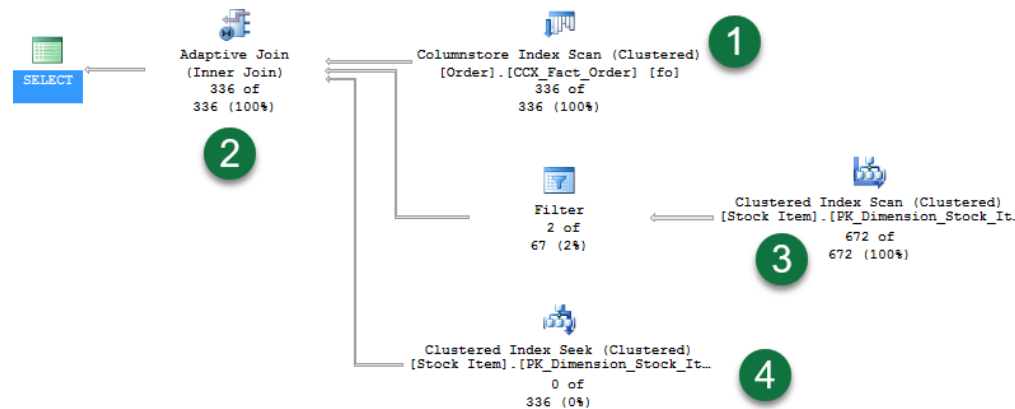 SELECT
Adaptive Join
(Inner Join)
336 of
336 (100%)
2
Columnstore Index Scan (Clustered)
[Order].[CCX_Fact_Order] [fo]
336 of
336 (100%)
1
Filter
2 of
67 (2%)
Clustered Index Scan (Clustered)
[Stock Item].[PK_Dimension_Stock_It…
672 of
672 (100%)
3
Clustered Index Seek (Clustered)
[Stock Item].[PK_Dimension_Stock_It…
0 of
336 (0%)
4